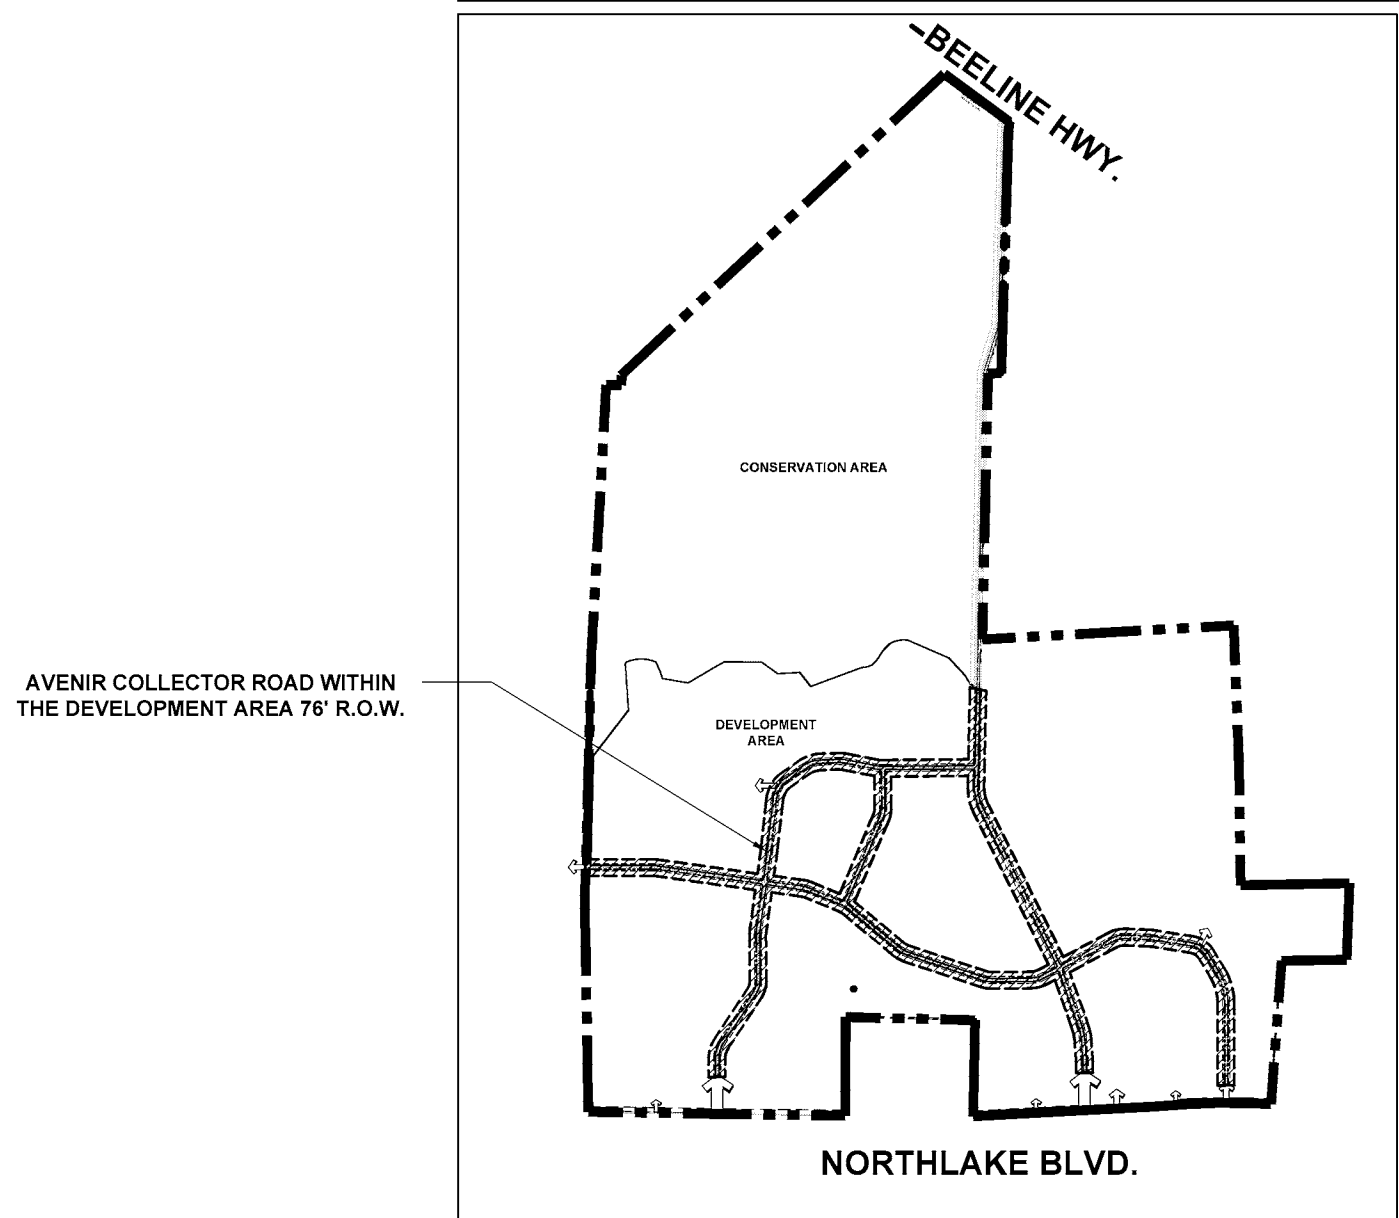 BEELINE HWY.
CONSERVATION AREA
AVENIR COLLECTOR ROAD WITHIN
THE DEVELOPMENT AREA 76' R.O.W.
DEVELOPMENT
AREA
NORTHLAKE BLVD.